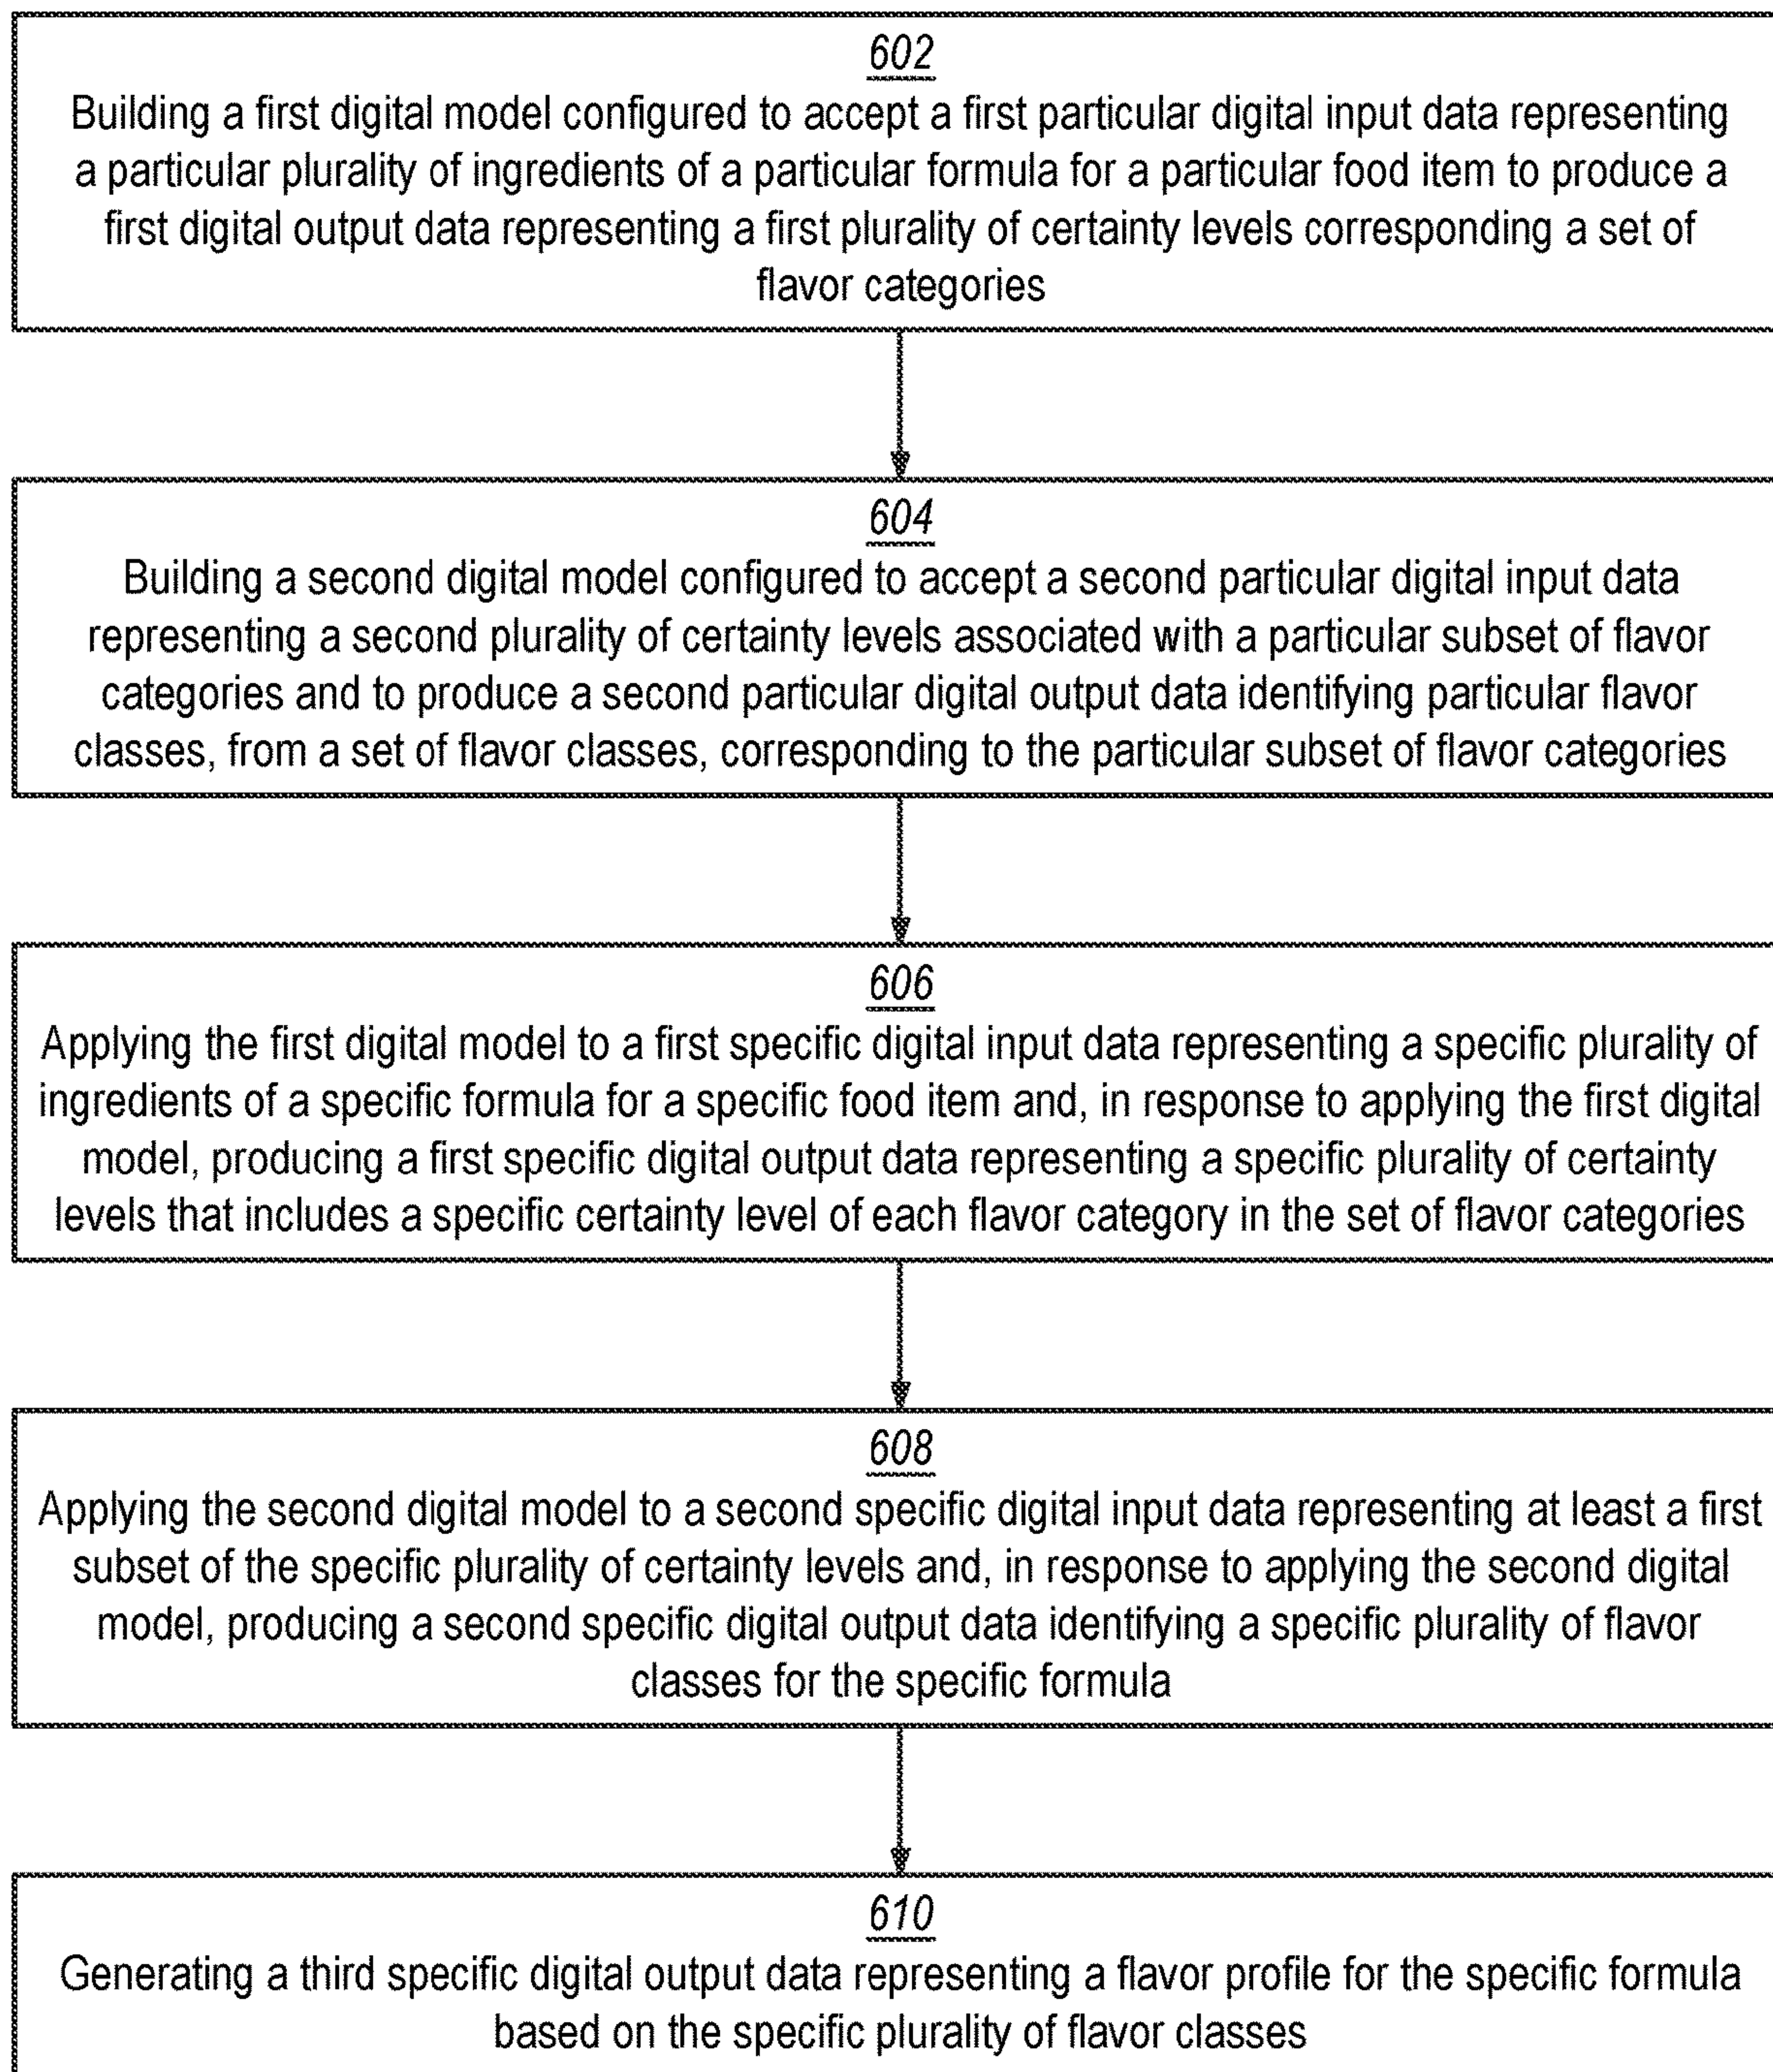 602
Building a first digital model configured to accept a first particular digital input data representing
a particular plurality of ingredients of a particular formula for a particular food item to produce a
first digital output data representing a first plurality of certainty levels corresponding a set of
flavor categories
604
Building a second digital model configured to accept a second particular digital input data
representing a second plurality of certainty levels associated with a particular subset of flavor
categories and to produce a second particular digital output data identifying particular flavor
classes, from a set of flavor classes, corresponding to the particular subset of flavor categories
606
Applying the first digital model to a first specific digital input data representing a specific plurality of
ingredients of a specific formula for a specific food item and, in response to applying the first digital
model, producing a first specific digital output data representing a specific plurality of certainty
levels that includes a specific certainty level of each flavor category in the set of flavor categories
608
Applying the second digital model to a second specific digital input data representing at least a first
subset of the specific plurality of certainty levels and, in response to applying the second digital
model, producing a second specific digital output data identifying a specific plurality of flavor
classes for the specific formula
610
Generating a third specific digital output data representing a flavor profile for the specific formula
based on the specific plurality of flavor classes